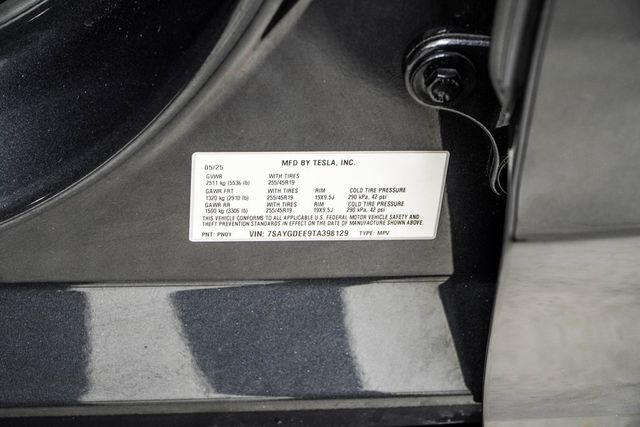 05/25 MFD BY TESLA, INC.
GVWR WITH TIRES
2511 kg (5536 lb) 255/45R19
GAWR FRT WITH TIRES RIM COLD TIRE PRESSURE
1320 kg (2910 lb) 255/45R19 19X9.5J 290 kPa, 42 psi
GAWR RR WITH TIRES RIM COLD TIRE PRESSURE
1500 kg (3306 lb) 255/45R19 19X9.5J 290 kPa, 42 psi
THIS VEHICLE CONFORMS TO ALL APPLICABLE U.S. FEDERAL MOTOR VEHICLE SAFETY AND
THEFT PREVENTION STANDARDS IN EFFECT ON THE DATE OF MANUFACTURE SHOWN ABOVE.
PNT: PN01 VIN: 7SAYGDEE9TA398129 TYPE: MPV